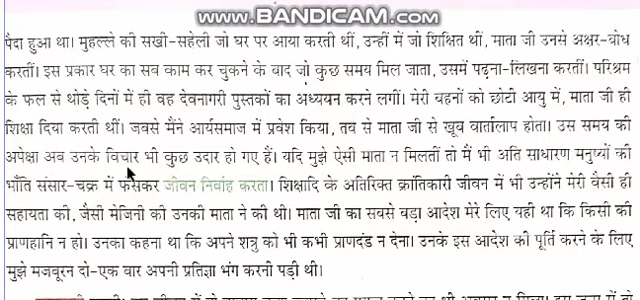 www.BANDICAM.com
पैदा हुआ था। मुहल्ले की सखी-सहेली जो घर पर आया करती थीं, उन्हीं में जो शिक्षित थीं, माता जी उनसे अक्षर-बोध
करतीं। इस प्रकार घर का सब काम कर चुकने के बाद जो कुछ समय मिल जाता, उसमें पढ़ना-लिखना करतीं। परिश्रम
के फल से थोड़े दिनों में ही वह देवनागरी पुस्तकों का अध्ययन करने लगीं। मेरी बहनों को छोटी आयु में, माता जी ही
शिक्षा दिया करती थीं। जबसे मैंने आर्यसमाज में प्रवेश किया, तब से माता जी से खूब वार्तालाप होता। उस समय की
अपेक्षा अब उनके विचार भी कुछ उदार हो गए हैं। यदि मुझे ऐसी माता न मिलतीं तो मैं भी अति साधारण मनुष्यों की
भाँति संसार-चक्र में फँसकर जीवन निर्वाह करता। शिक्षादि के अतिरिक्त क्रांतिकारी जीवन में भी उन्होंने मेरी वैसी ही
सहायता की, जैसी मेजिनी को उनकी माता ने की थी। माता जी का सबसे बड़ा आदेश मेरे लिए यही था कि किसी की
प्राणहानि न हो। उनका कहना था कि अपने शत्रु को भी कभी प्राणदंड न देना। उनके इस आदेश की पूर्ति करने के लिए
मुझे मजबूरन दो-एक बार अपनी प्रतिज्ञा भंग करनी पड़ी थी।